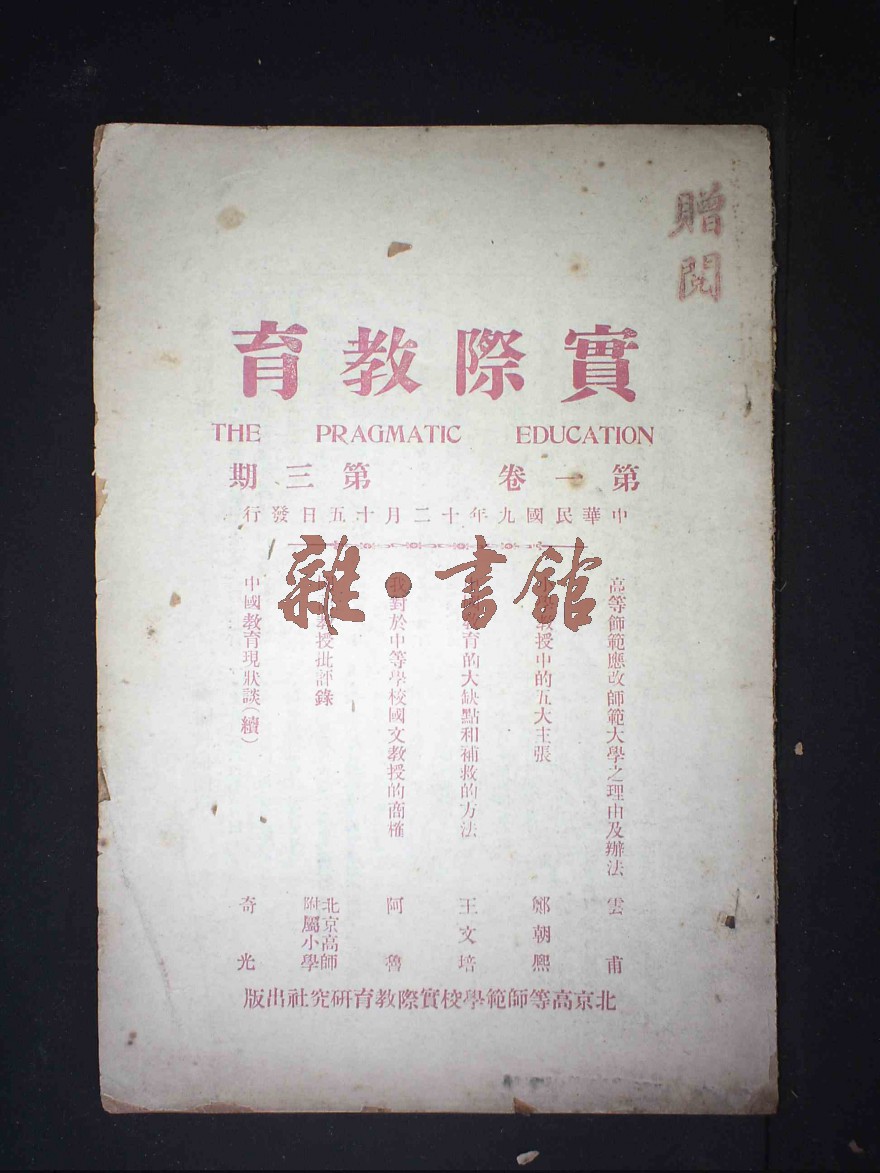 贈閱
實際教育
THE PRAGMATIC EDUCATION
第一卷 第三期
中華民國九年十二月十五日發行
雜·書館
高等師範應改師範大學之理由及辦法 雲甫
教授中的五大主張 鄭朝熙
育的大缺點和補救的方法 王文培
我對於中等學校國文教授的商榷 阿魯
教授批評錄 北京高師附屬小學
中國教育現狀談(續) 奇光
北京高等師範學校實際教育研究社出版